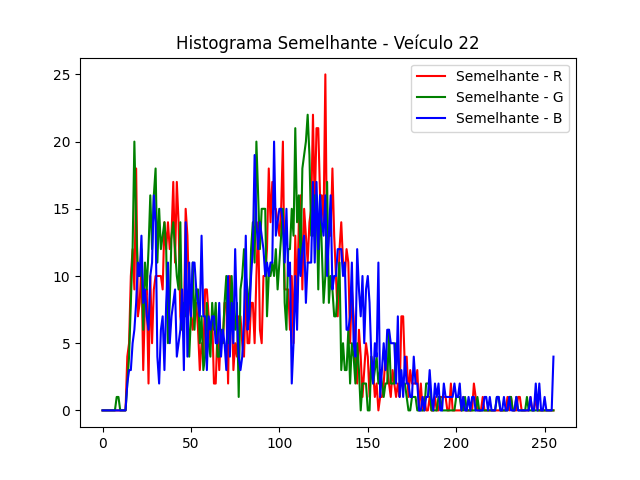 Histograma Semelhante - Veículo 22
Semelhante - R
Semelhante - G
Semelhante - B
25
20
15
10
5
0
0 50 100 150 200 250